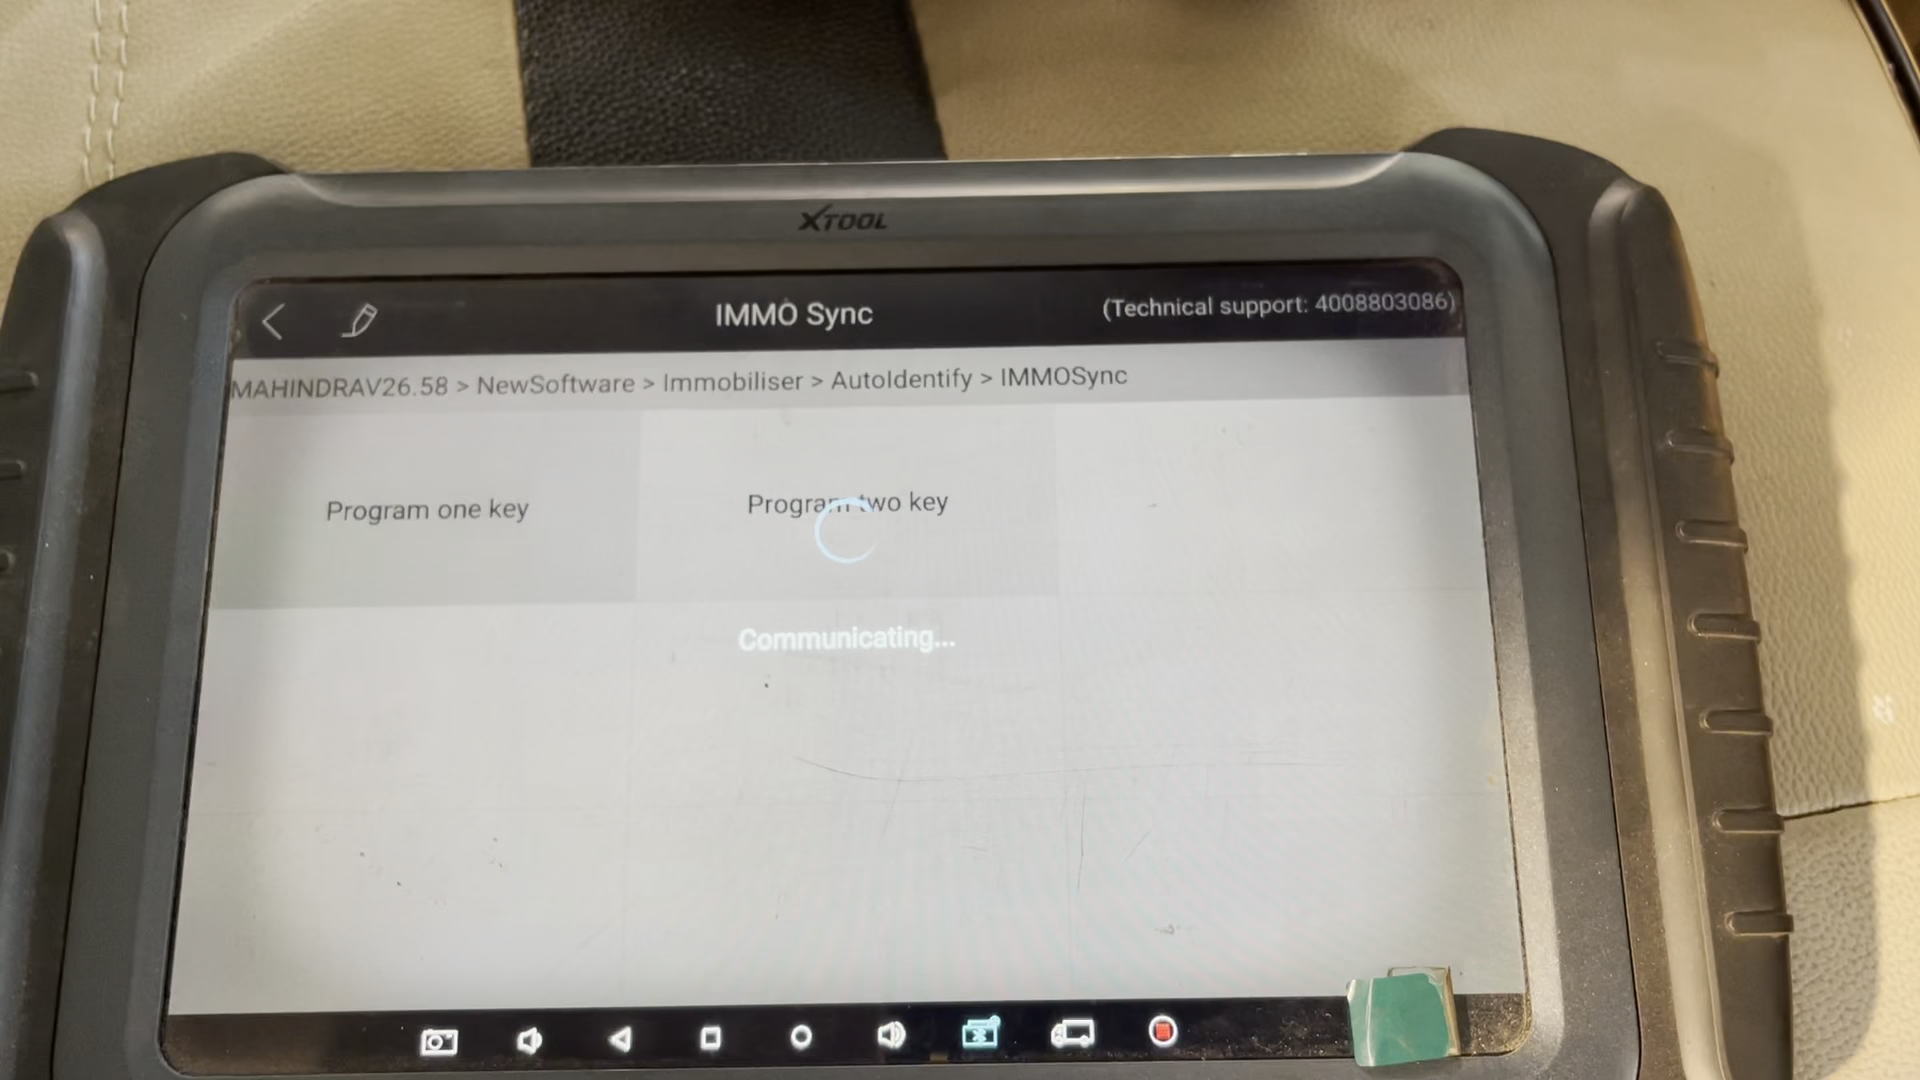 XTOOL
IMMO Sync
(Technical support: 4008803086)
MAHINDRAV26.58 > NewSoftware > Immobiliser > AutoIdentify > IMMOSync
Program one key
Program two key
Communicating...